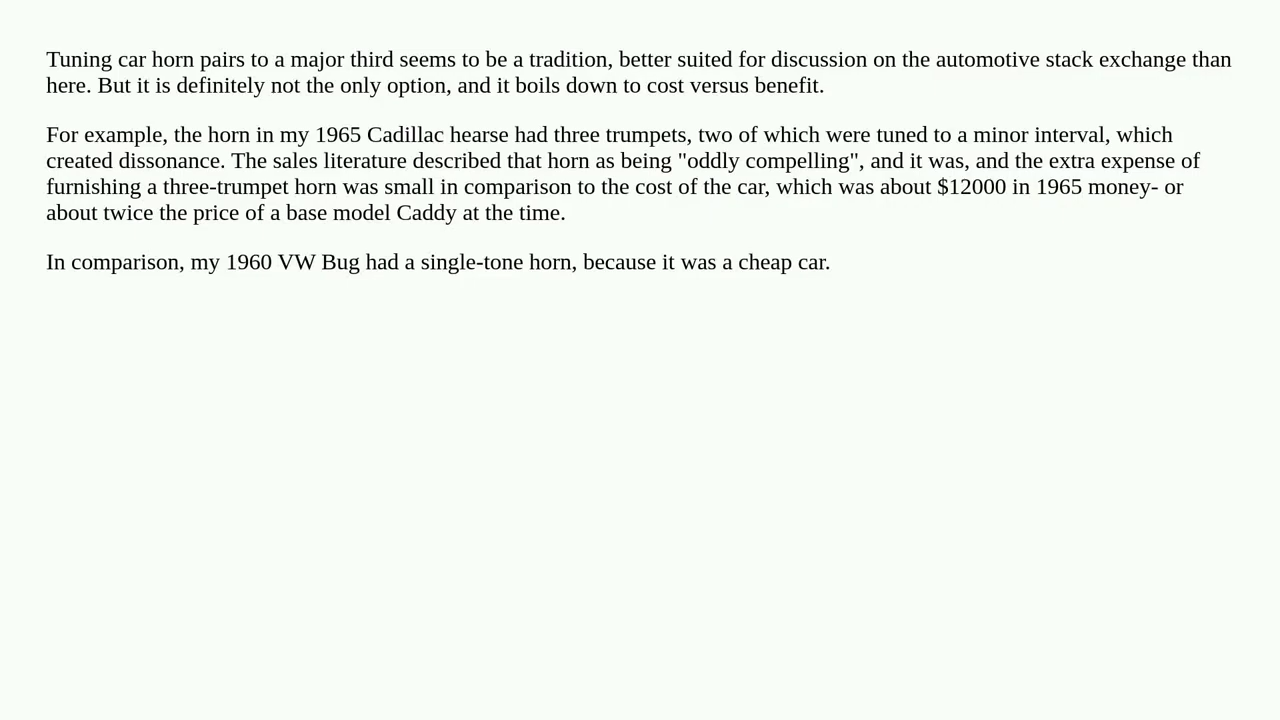 Tuning car horn pairs to a major third seems to be a tradition, better suited for discussion on the automotive stack exchange than
here. But it is definitely not the only option, and it boils down to cost versus benefit.
For example, the horn in my 1965 Cadillac hearse had three trumpets, two of which were tuned to a minor interval, which
created dissonance. The sales literature described that horn as being "oddly compelling", and it was, and the extra expense of
furnishing a three-trumpet horn was small in comparison to the cost of the car, which was about $12000 in 1965 money- or
about twice the price of a base model Caddy at the time.
In comparison, my 1960 VW Bug had a single-tone horn, because it was a cheap car.